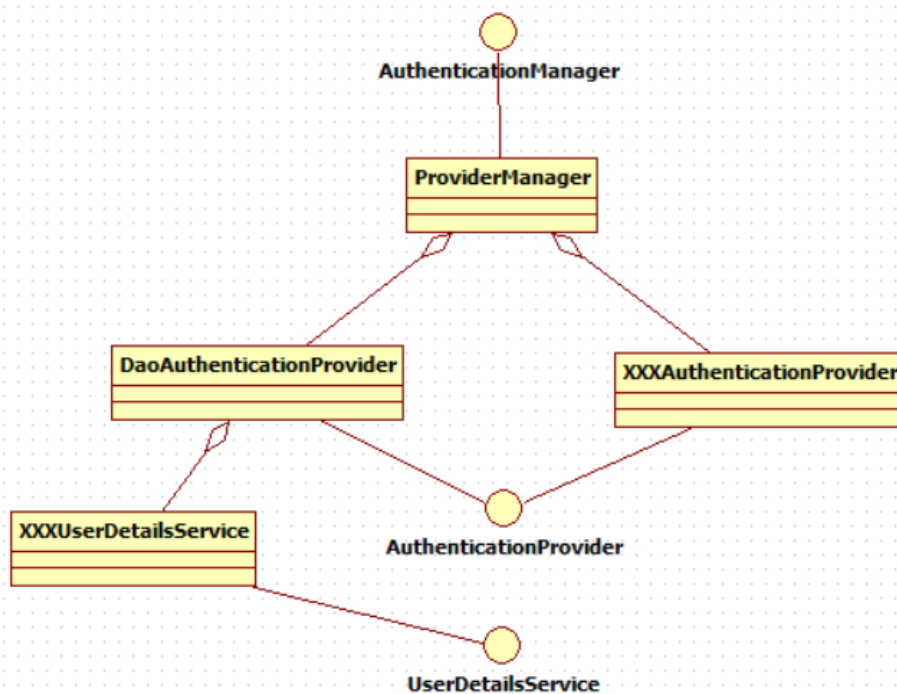 AuthenticationManager
ProviderManager
DaoAuthenticationProvider
XXXAuthenticationProvider
XXXUserDetailsService
AuthenticationProvider
UserDetailsService